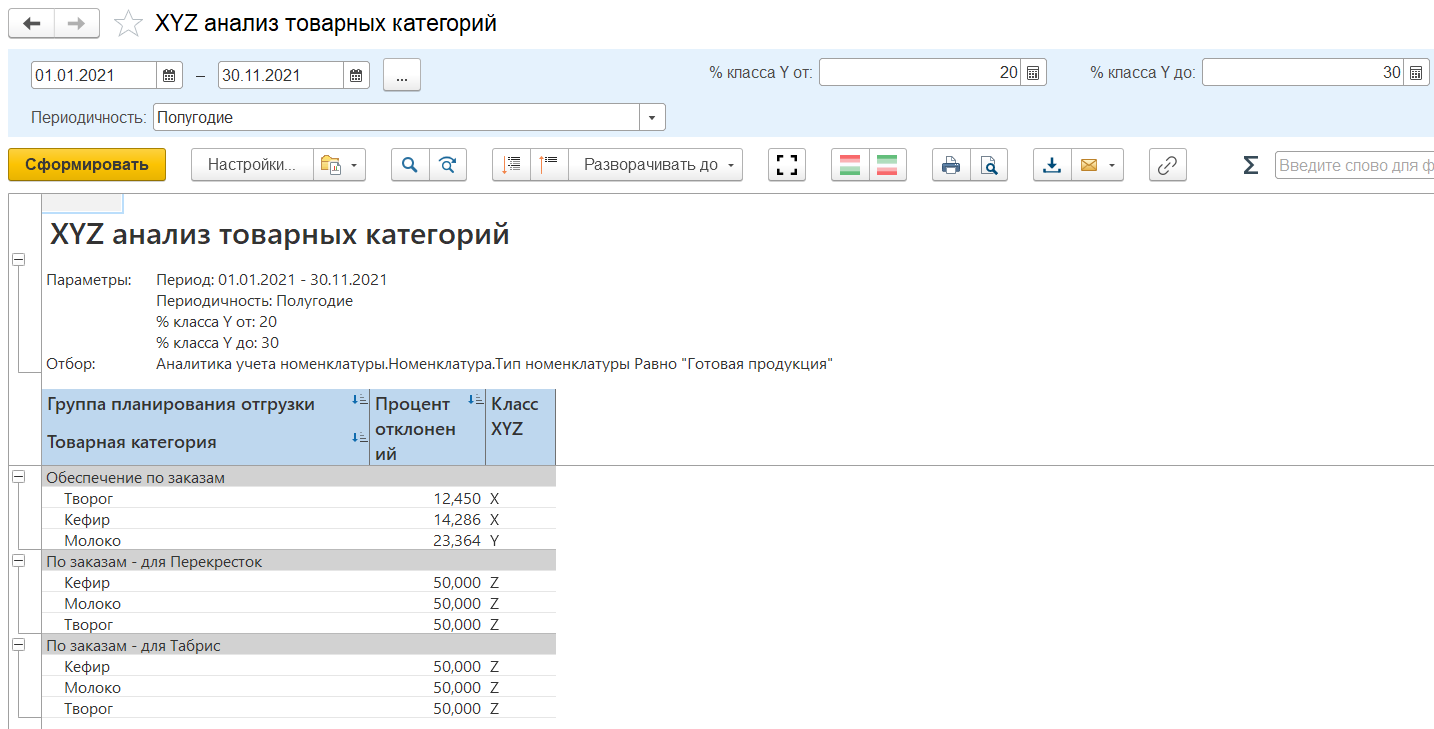 XYZ анализ товарных категорий
01.01.2021 – 30.11.2021 ... % класса Y от: 20 % класса Y до: 30
Периодичность: Полугодие
Сформировать Настройки... Разворачивать до Σ Введите слово для ф
XYZ анализ товарных категорий
Параметры: Период: 01.01.2021 - 30.11.2021
Периодичность: Полугодие
% класса Y от: 20
% класса Y до: 30
Отбор: Аналитика учета номенклатуры.Номенклатура.Тип номенклатуры Равно "Готовая продукция"
Группа планирования отгрузки
Товарная категория
Процент
отклонен
ий
Класс
XYZ
Обеспечение по заказам
Творог 12,450 X
Кефир 14,286 X
Молоко 23,364 Y
По заказам - для Перекресток
Кефир 50,000 Z
Молоко 50,000 Z
Творог 50,000 Z
По заказам - для Табрис
Кефир 50,000 Z
Молоко 50,000 Z
Творог 50,000 Z